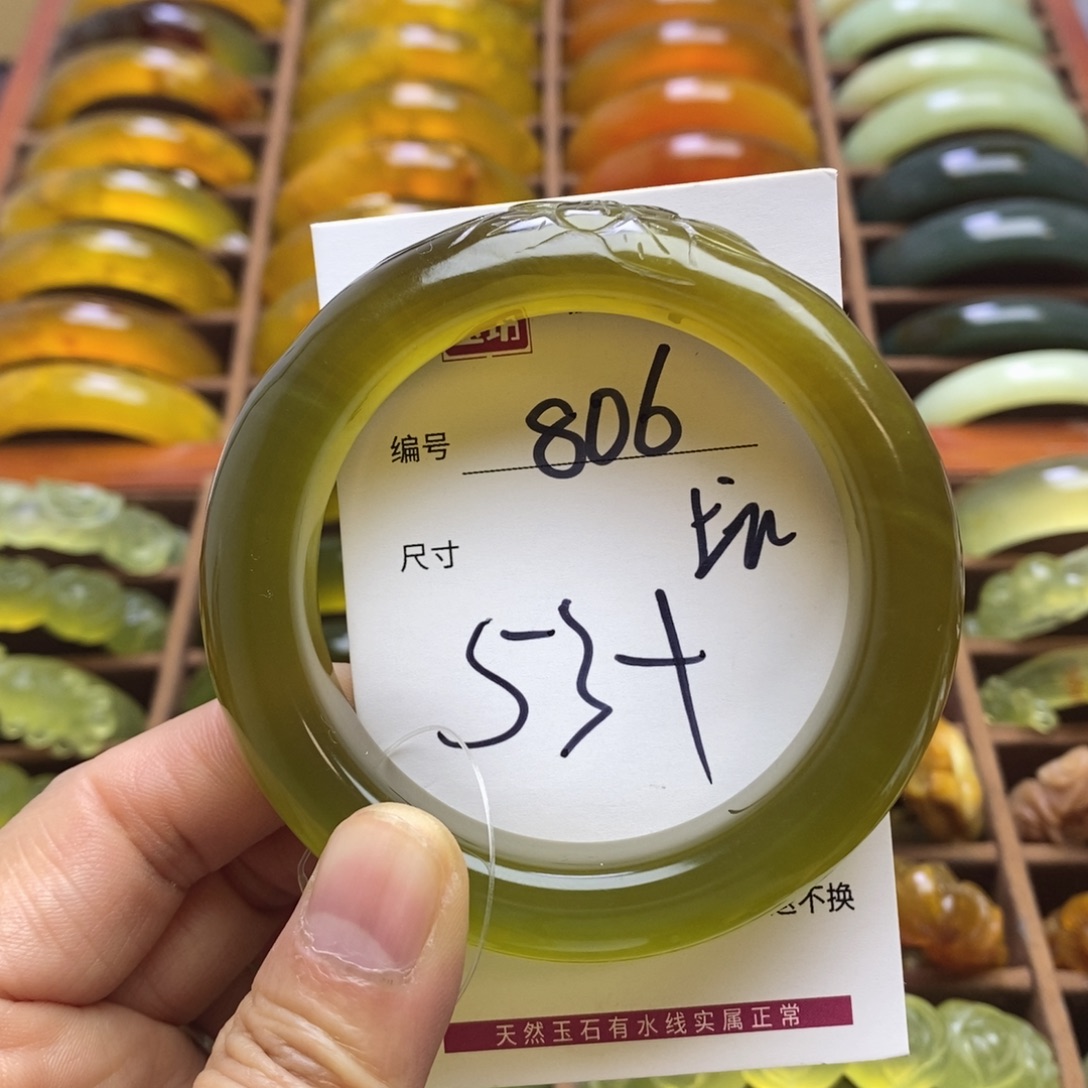 编号 806
尺寸
53+
不换
天然玉石有水线实属正常